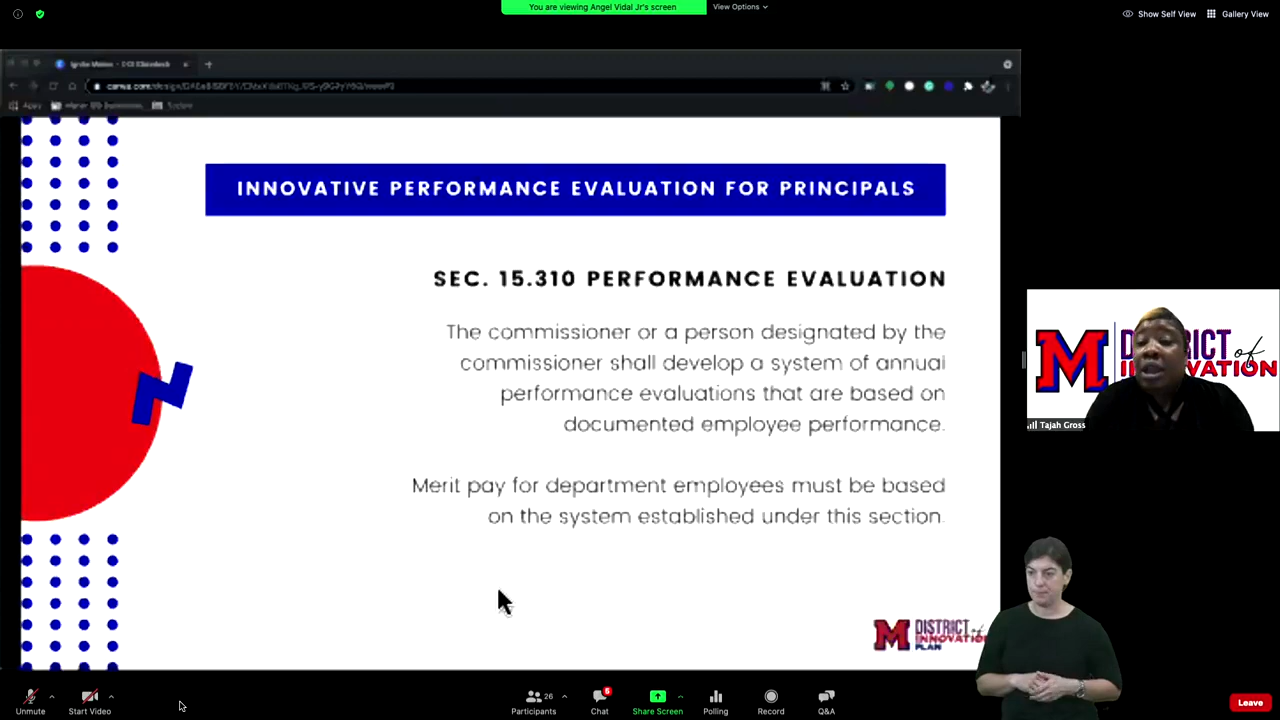 You are viewing Angel Vidal Jr's screen
View Options
Show Self View
Gallery View
INNOVATIVE PERFORMANCE EVALUATION FOR PRINCIPALS
SEC. 15.310 PERFORMANCE EVALUATION
The commissioner or a person designated by the
commissioner shall develop a system of annual
performance evaluations that are based on
documented employee performance.
Merit pay for department employees must be based
on the system established under this section.
M DISTRICT of
INNOVATION
PLAN
M DISTRICT of
INNOVATION
Tajah Gross
Unmute
Start Video
Participants
26
Chat
6
Share Screen
Polling
Record
Q&A
Leave